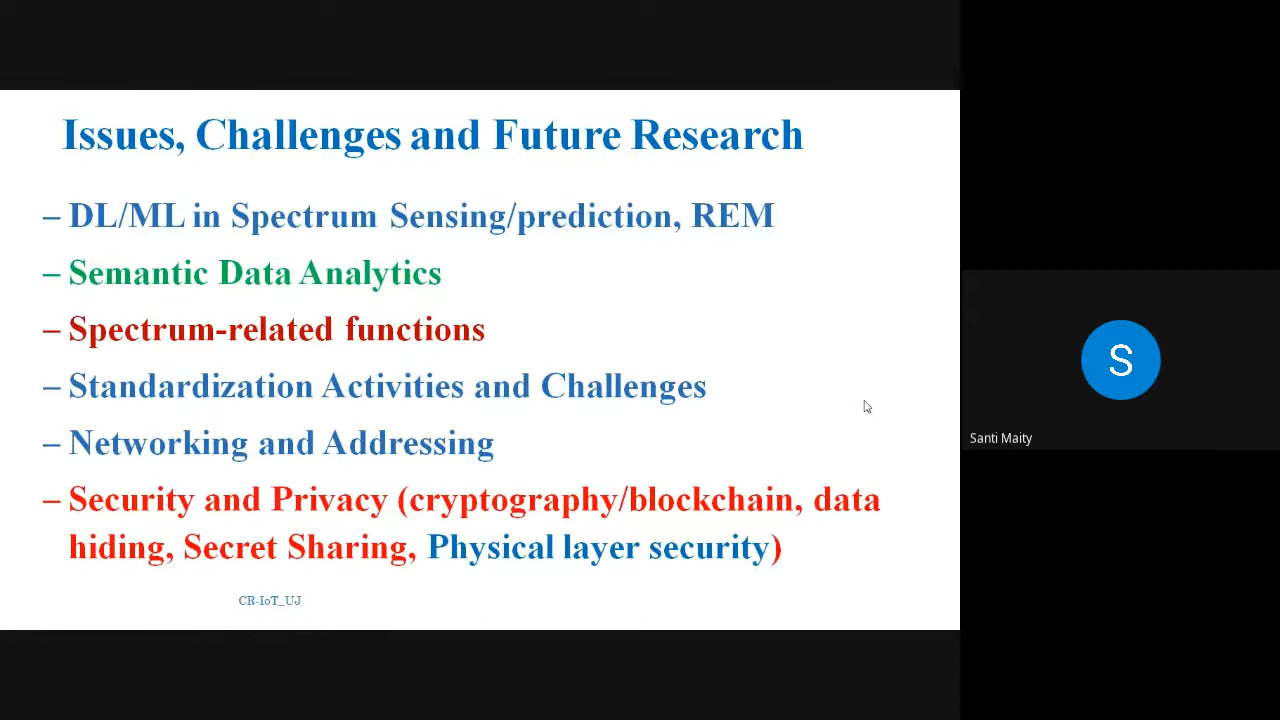 Issues, Challenges and Future Research
– DL/ML in Spectrum Sensing/prediction, REM
– Semantic Data Analytics
– Spectrum-related functions
– Standardization Activities and Challenges
– Networking and Addressing
– Security and Privacy (cryptography/blockchain, data
hiding, Secret Sharing, Physical layer security)
CR-IoT_UJ
S
Santi Maity